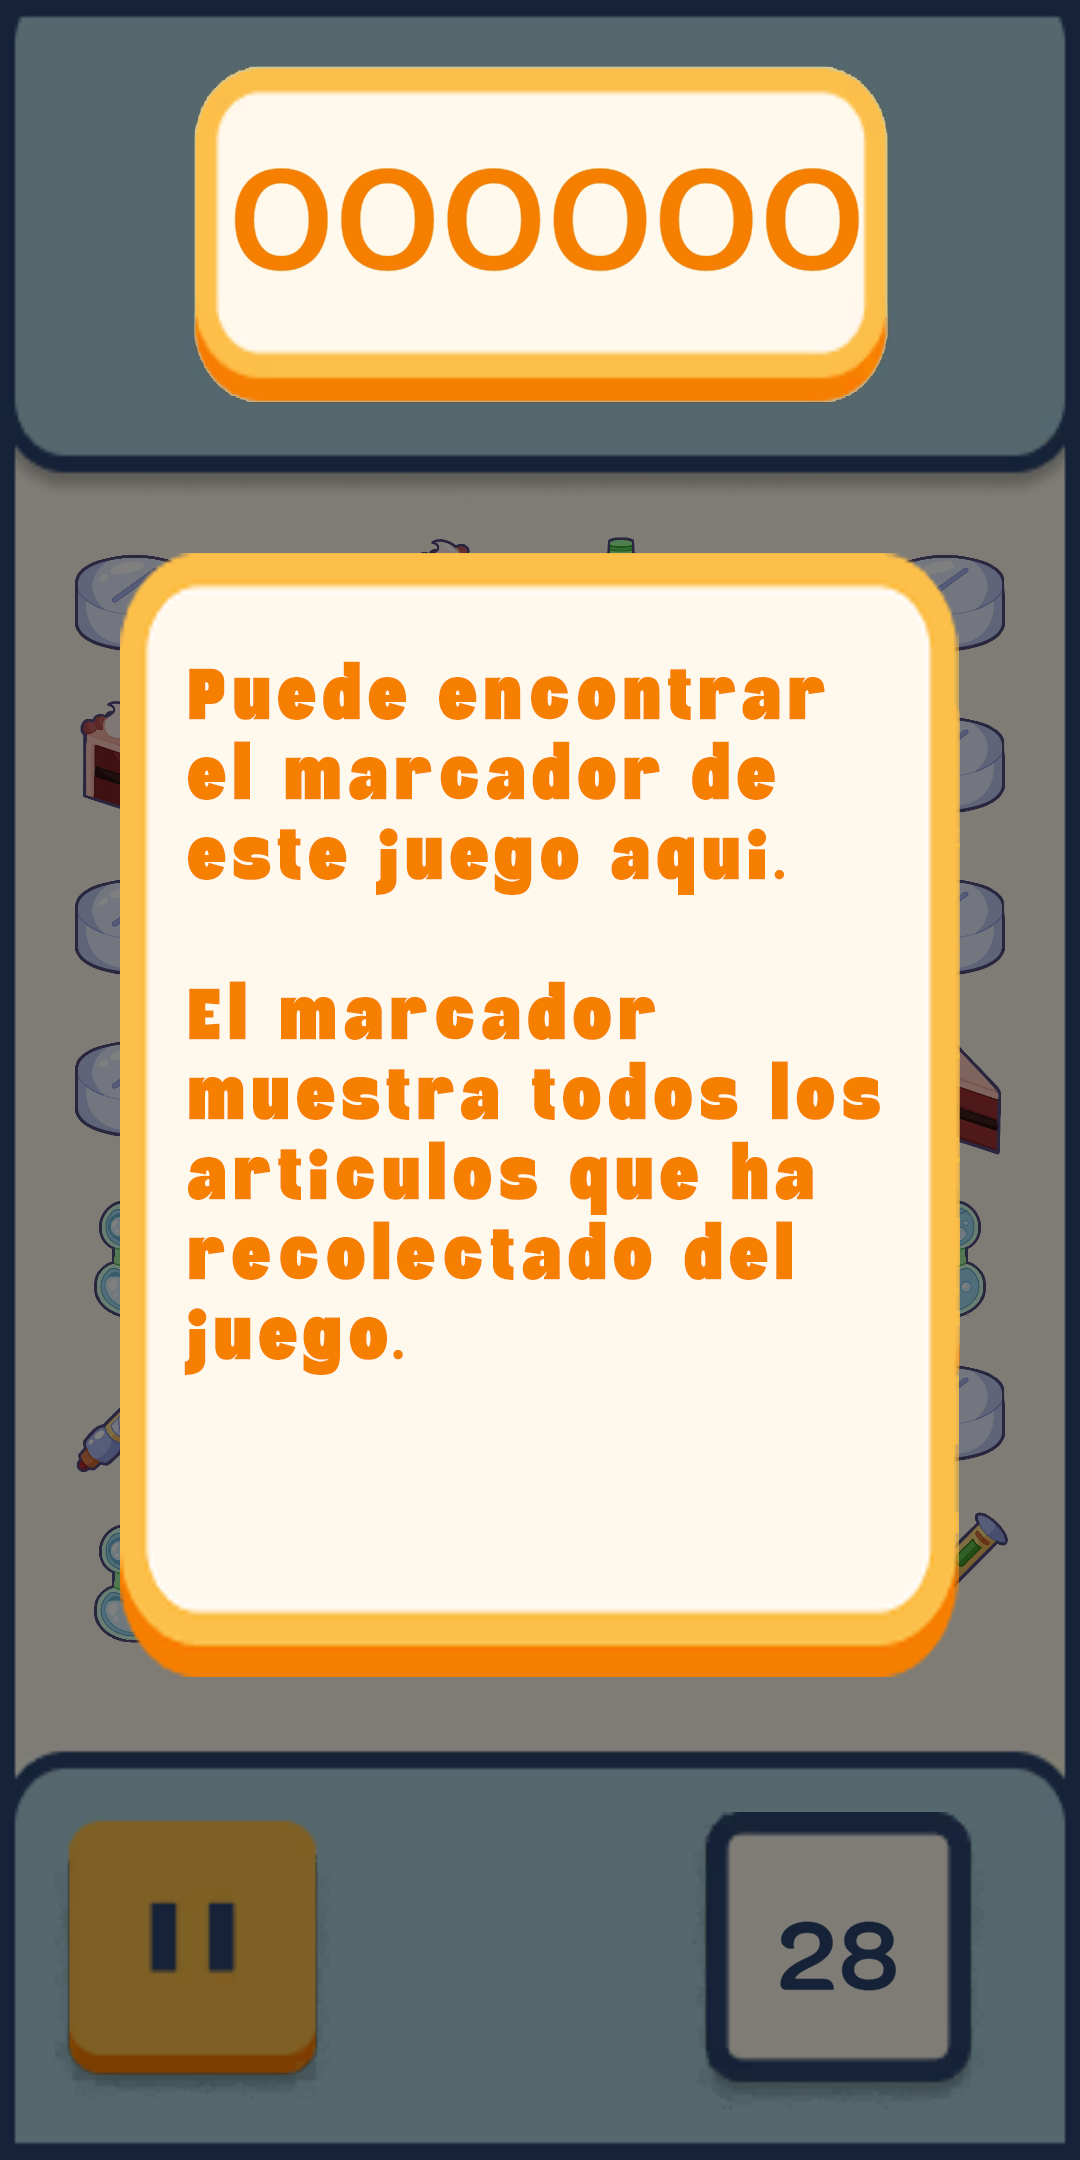 000000
Puede encontrar
el marcador de
este juego aqui.
El marcador
muestra todos los
articulos que ha
recolectado del
juego.
28